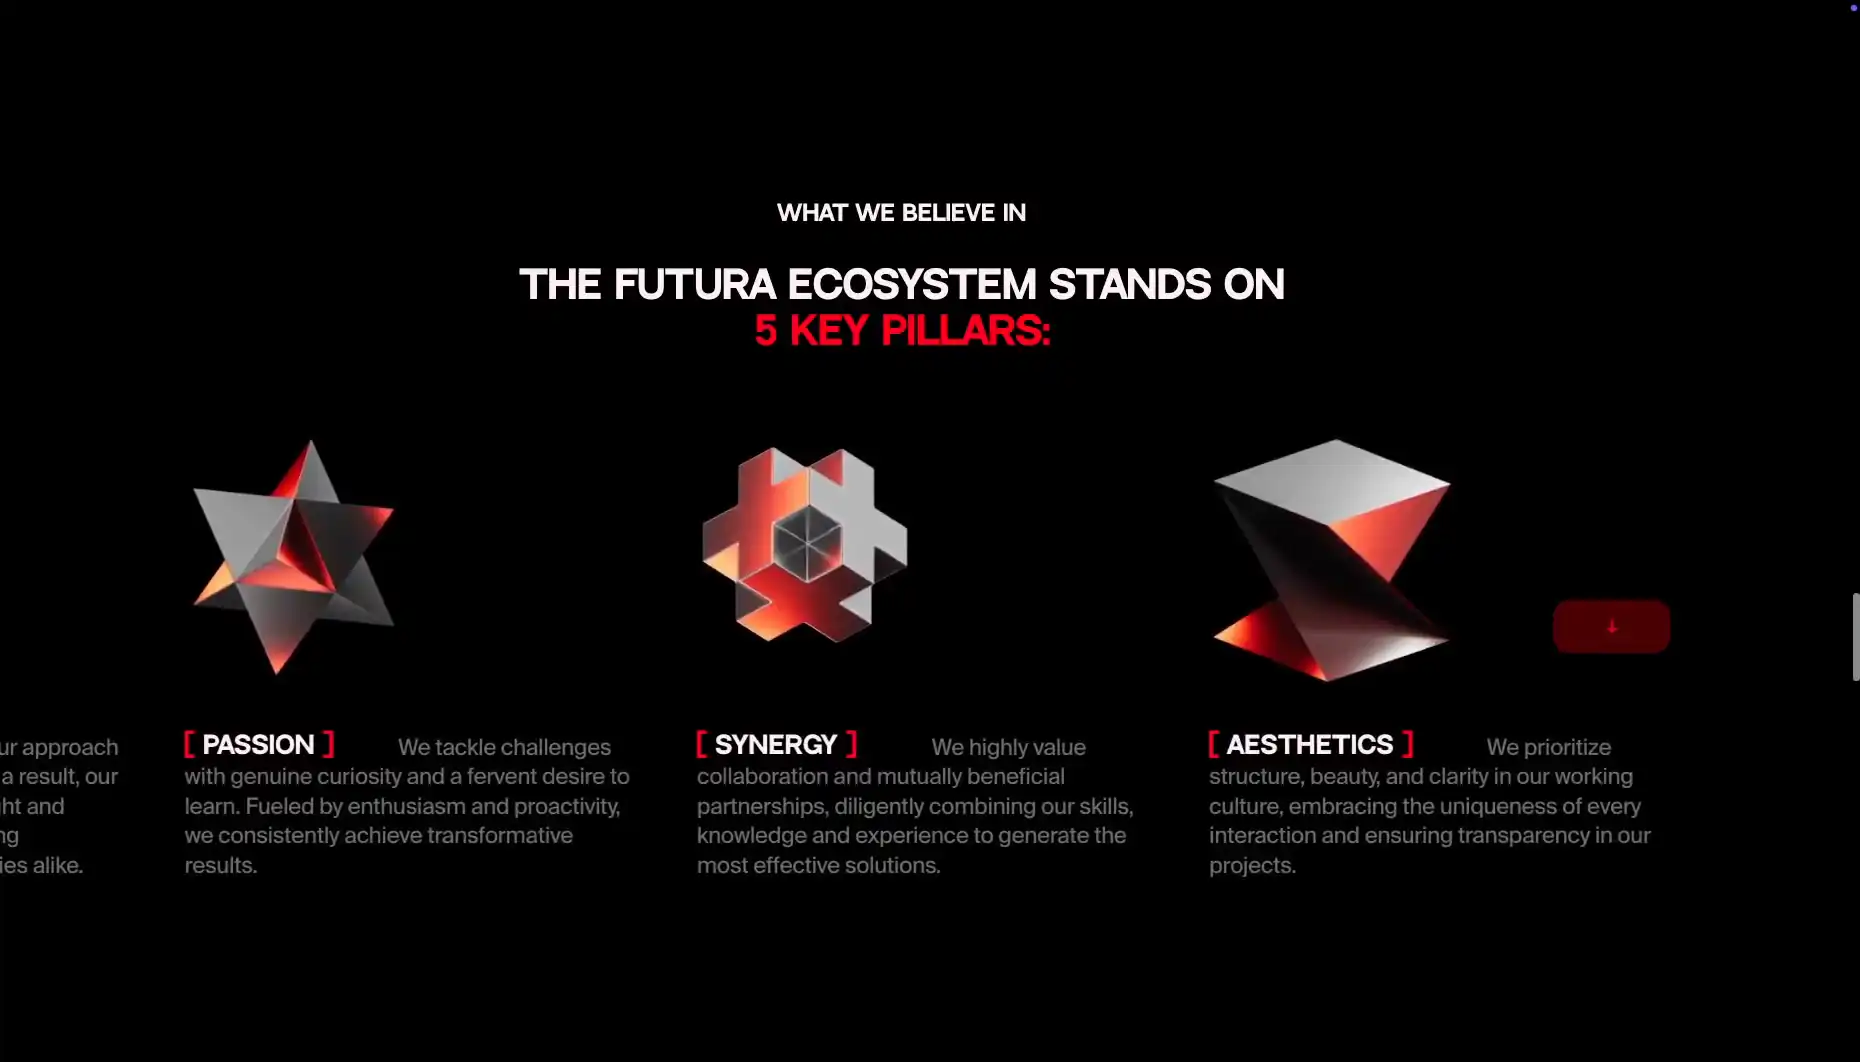 WHAT WE BELIEVE IN
THE FUTURA ECOSYSTEM STANDS ON
5 KEY PILLARS:
ur approach
a result, our
ht and
ng
ies alike.
[ PASSION ] We tackle challenges
with genuine curiosity and a fervent desire to
learn. Fueled by enthusiasm and proactivity,
we consistently achieve transformative
results.
[ SYNERGY ] We highly value
collaboration and mutually beneficial
partnerships, diligently combining our skills,
knowledge and experience to generate the
most effective solutions.
[ AESTHETICS ] We prioritize
structure, beauty, and clarity in our working
culture, embracing the uniqueness of every
interaction and ensuring transparency in our
projects.